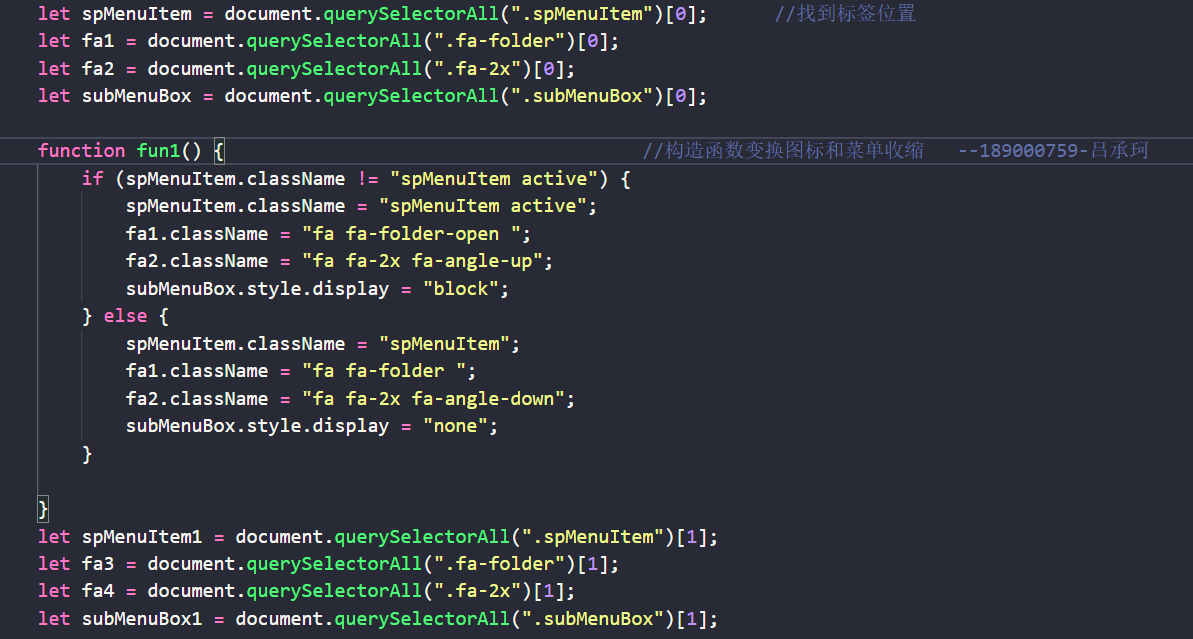 let spMenuItem = document.querySelectorAll(".spMenuItem")[0];      //找到标签位置
let fa1 = document.querySelectorAll(".fa-folder")[0];
let fa2 = document.querySelectorAll(".fa-2x")[0];
let subMenuBox = document.querySelectorAll(".subMenuBox")[0];
function fun1() {                                      //构造函数变换图标和菜单收缩   --189000759-吕承珂
    if (spMenuItem.className != "spMenuItem active") {
        spMenuItem.className = "spMenuItem active";
        fa1.className = "fa fa-folder-open ";
        fa2.className = "fa fa-2x fa-angle-up";
        subMenuBox.style.display = "block";
    } else {
        spMenuItem.className = "spMenuItem";
        fa1.className = "fa fa-folder ";
        fa2.className = "fa fa-2x fa-angle-down";
        subMenuBox.style.display = "none";
    }
}
let spMenuItem1 = document.querySelectorAll(".spMenuItem")[1];
let fa3 = document.querySelectorAll(".fa-folder")[1];
let fa4 = document.querySelectorAll(".fa-2x")[1];
let subMenuBox1 = document.querySelectorAll(".subMenuBox")[1];